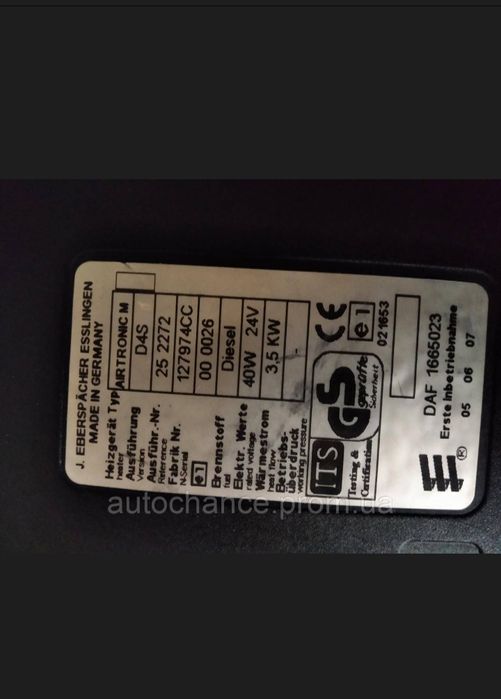 J. EBERSPÄCHER ESSLINGEN
MADE IN GERMANY
Heizgerät Typ AIRTRONIC M
heater
Ausführung D4S
Version
Ausführ.-Nr. 25 2272
Reference
Fabrik Nr. 127974CC
N-Serial
e1 00 0026
Brennstoff Diesel
fuel
Elektr. Werte 40W 24V
rated voltage
Wärmestrom 3,5 KW
heat flow
Betriebs-
überdruck
working pressure
ITS
Testing &
Certification
GS
geprüfte
Sicherheit
CE
e1
021653
DAF 1665023
Erste Inbetriebnahme
05 06 07
®
autochance.prom.ua